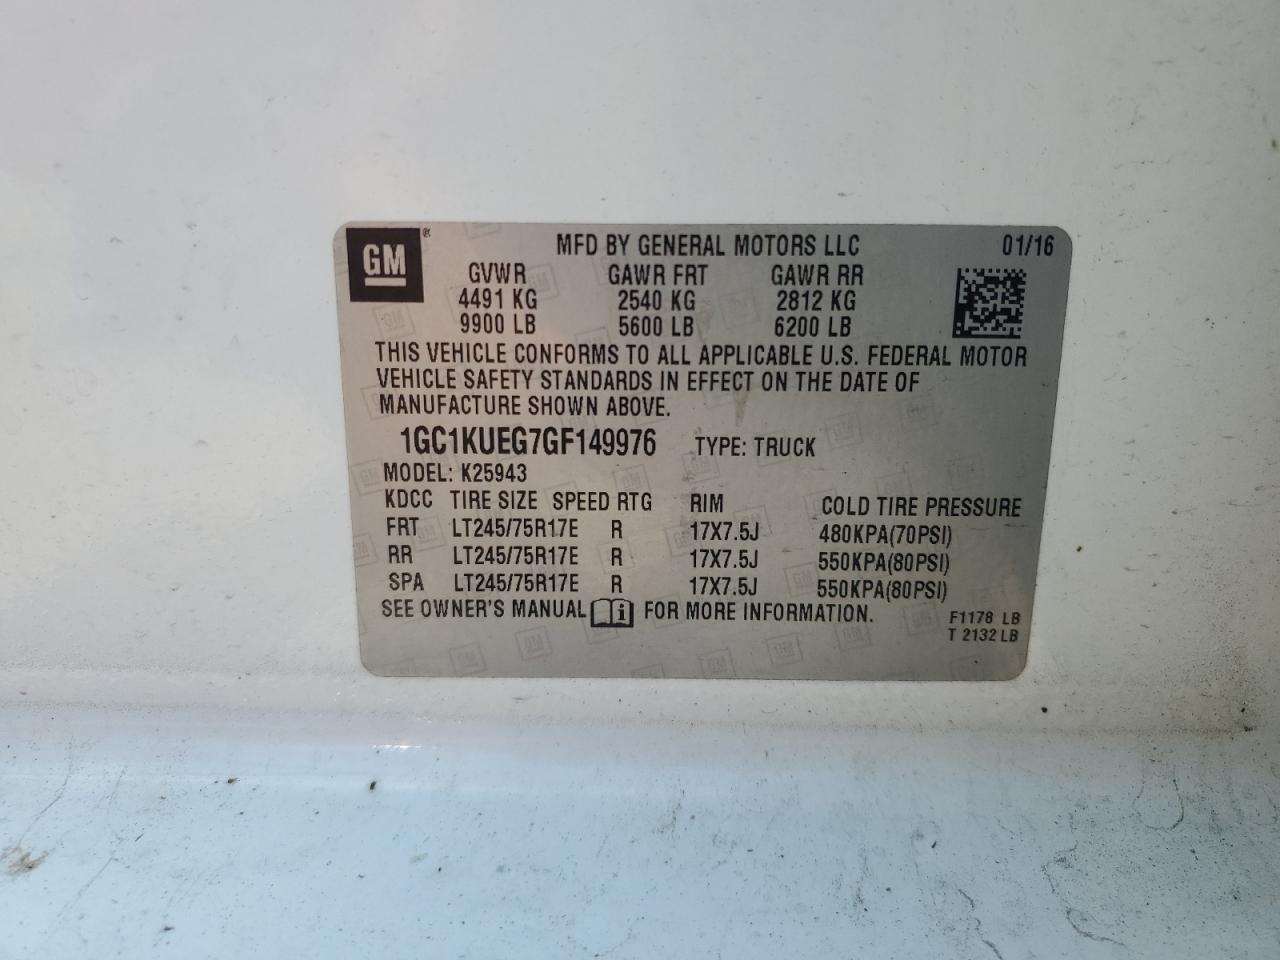 GM ® MFD BY GENERAL MOTORS LLC 01/16
GVWR GAWR FRT GAWR RR
4491 KG 2540 KG 2812 KG
9900 LB 5600 LB 6200 LB
THIS VEHICLE CONFORMS TO ALL APPLICABLE U.S. FEDERAL MOTOR
VEHICLE SAFETY STANDARDS IN EFFECT ON THE DATE OF
MANUFACTURE SHOWN ABOVE.
1GC1KUEG7GF149976 TYPE: TRUCK
MODEL: K25943
KDCC TIRE SIZE SPEED RTG RIM COLD TIRE PRESSURE
FRT LT245/75R17E R 17X7.5J 480KPA(70PSI)
RR LT245/75R17E R 17X7.5J 550KPA(80PSI)
SPA LT245/75R17E R 17X7.5J 550KPA(80PSI)
SEE OWNER'S MANUAL i FOR MORE INFORMATION.
F1178 LB
T 2132 LB